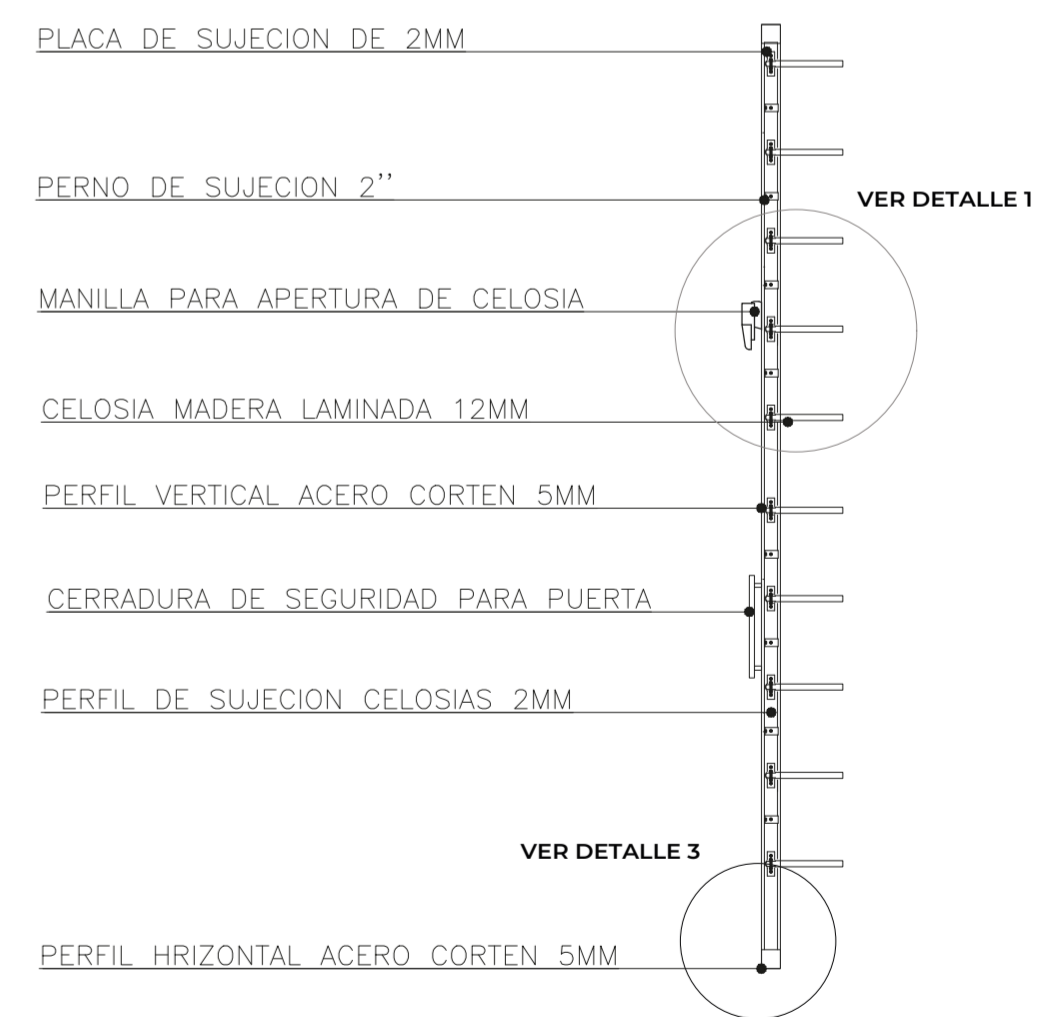 PLACA DE SUJECION DE 2MM
PERNO DE SUJECION 2''
VER DETALLE 1
MANILLA PARA APERTURA DE CELOSIA
CELOSIA MADERA LAMINADA 12MM
PERFIL VERTICAL ACERO CORTEN 5MM
CERRADURA DE SEGURIDAD PARA PUERTA
PERFIL DE SUJECION CELOSIAS 2MM
VER DETALLE 3
PERFIL HRIZONTAL ACERO CORTEN 5MM